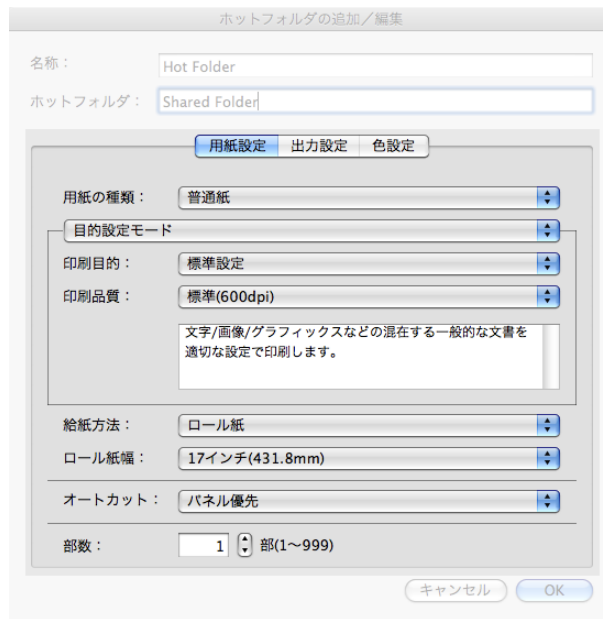 ホットフォルダの追加／編集
名称：
Hot Folder
ホットフォルダ：
Shared Folder
用紙設定 出力設定 色設定
用紙の種類：
普通紙
目的設定モード
印刷目的：
標準設定
印刷品質：
標準(600dpi)
文字/画像/グラフィックスなどの混在する一般的な文書を
適切な設定で印刷します。
給紙方法：
ロール紙
ロール紙幅：
17インチ(431.8mm)
オートカット：
パネル優先
部数：
1 部(1〜999)
キャンセル OK